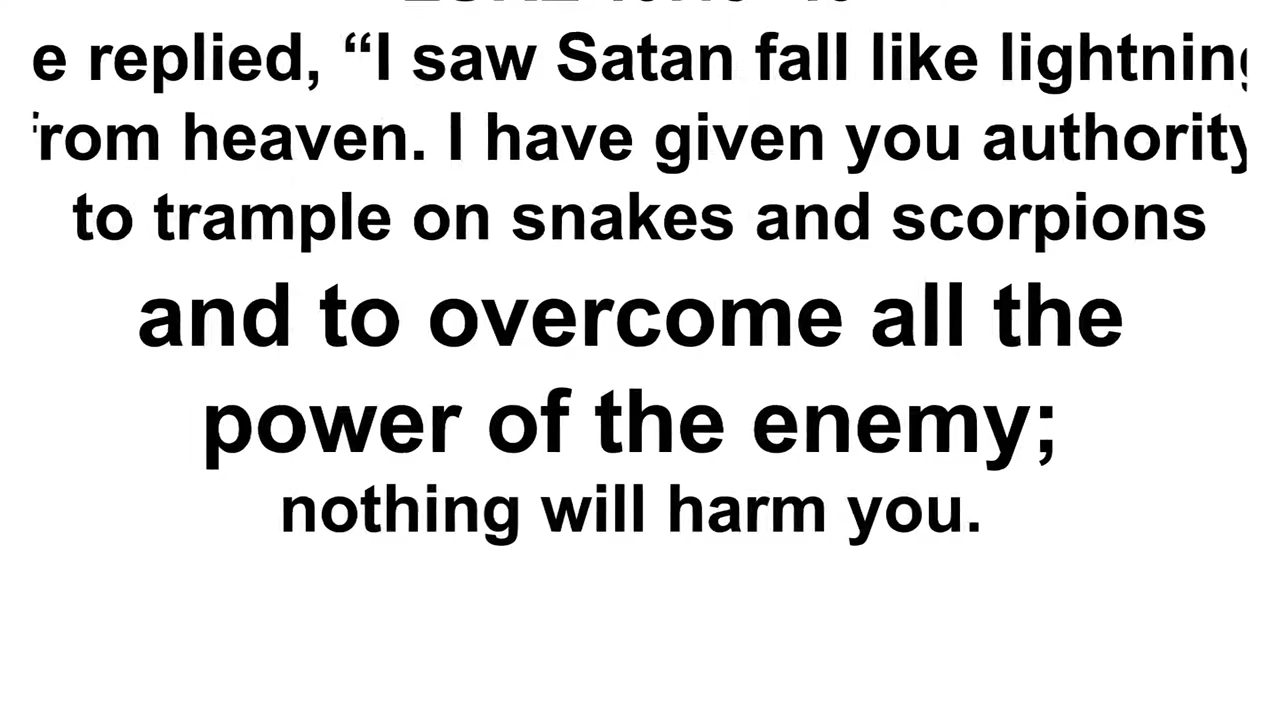 e replied, “I saw Satan fall like lightning
from heaven. I have given you authority
to trample on snakes and scorpions
and to overcome all the
power of the enemy;
nothing will harm you.